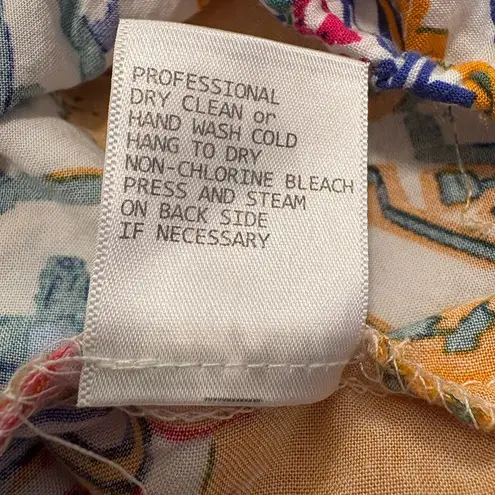 PROFESSIONAL
DRY CLEAN or
HAND WASH COLD
HANG TO DRY
NON-CHLORINE BLEACH
PRESS AND STEAM
ON BACK SIDE
IF NECESSARY